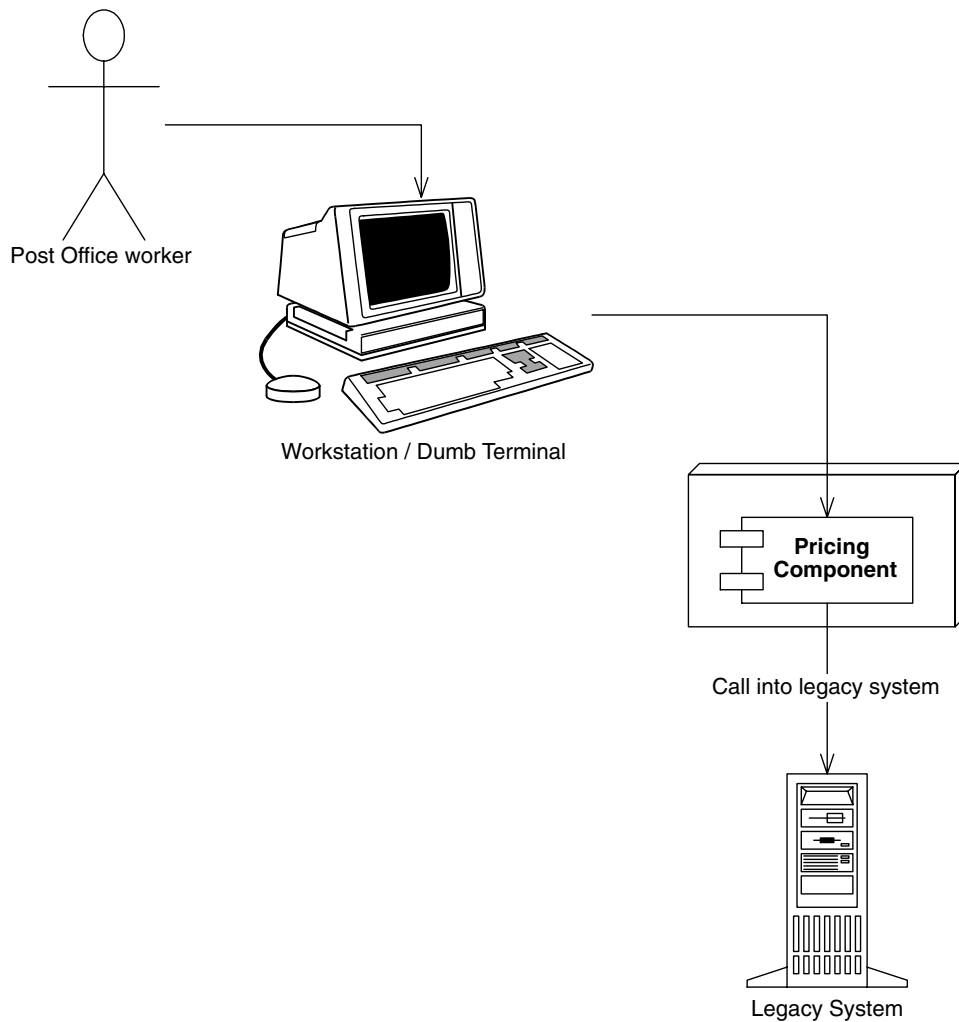 Post Office worker
Workstation / Dumb Terminal
Pricing
Component
Call into legacy system
Legacy System